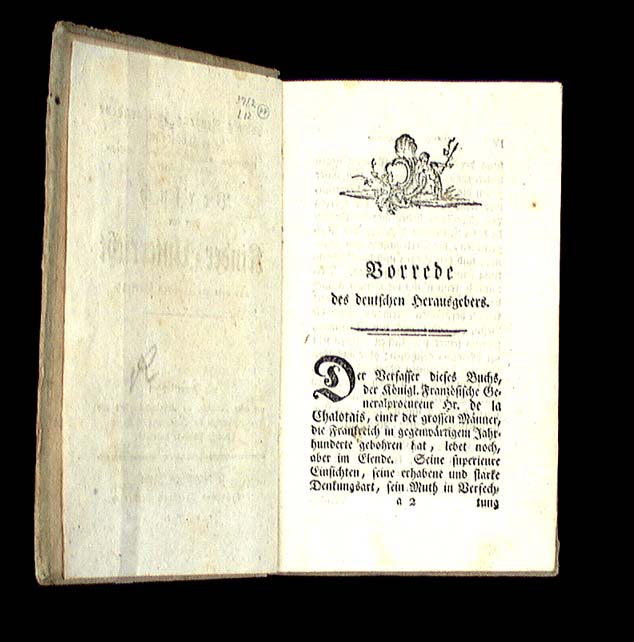 Vorrede
des deutschen Herausgebers.
Der Verfasser dieses Buchs,
der Königl. Französische Ge-
neralprocureur Hr. de la
Chalotais, einer der grossen Männer,
die Frankreich in gegenwärtigem Jahr-
hunderte gebohren hat, lebet noch,
aber im Elende. Seine superieure
Einsichten, seine erhabene und starke
Denkungsart, sein Muth in Verfech-
a 2 tung